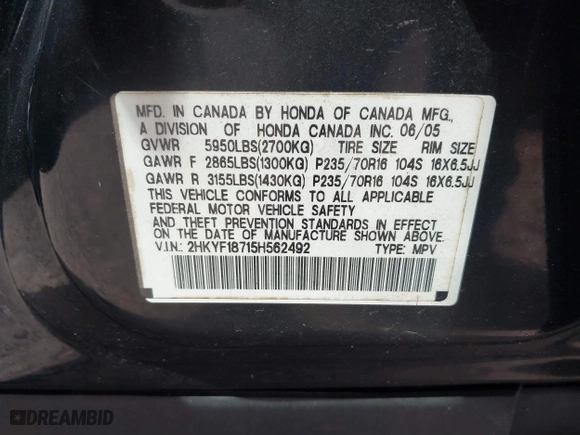 MFD. IN CANADA BY HONDA OF CANADA MFG.,
A DIVISION OF HONDA CANADA INC. 06/05
GVWR 5950LBS(2700KG) TIRE SIZE RIM SIZE
GAWR F 2865LBS(1300KG) P235/70R16 104S 16X6.5JJ
GAWR R 3155LBS(1430KG) P235/70R16 104S 16X6.5JJ
THIS VEHICLE CONFORMS TO ALL APPLICABLE
FEDERAL MOTOR VEHICLE SAFETY
AND THEFT PREVENTION STANDARDS IN EFFECT
ON THE DATE OF MANUFACTURE SHOWN ABOVE.
V.I.N.: 2HKYF18715H562492 TYPE: MPV
DREAMBID